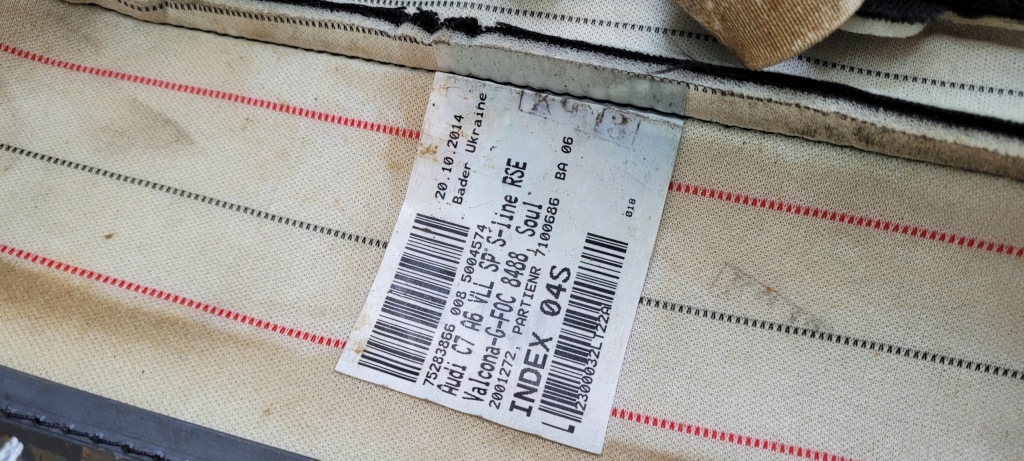 20.10.2014
Bader Ukraine
75283866 008 5004574
Audi C7 A6 VLL SP S-line RSE
Valcona-G-FOC 8488 Soul
2001272, PARTIENR 7100686 BA 06
INDEX 04S
018